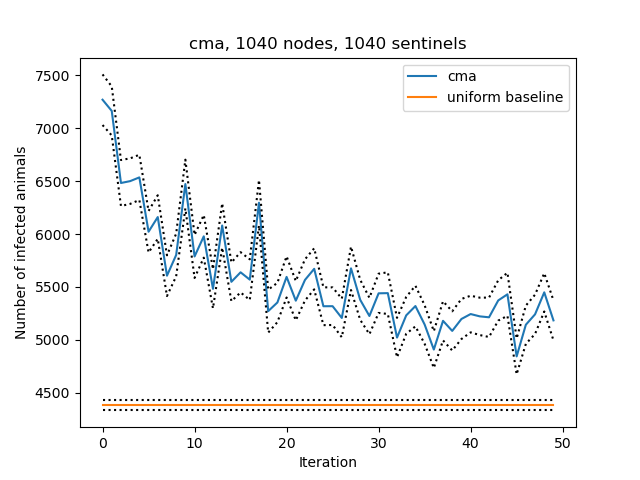 cma, 1040 nodes, 1040 sentinels
cma
uniform baseline
Number of infected animals
7500
7000
6500
6000
5500
5000
4500
0
10
20
30
40
50
Iteration